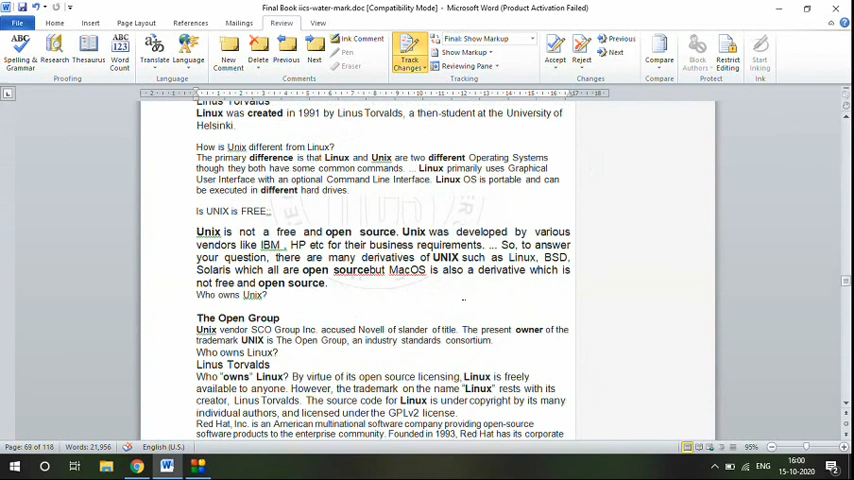 Final Book iics-water-mark.doc [Compatibility Mode] - Microsoft Word (Product Activation Failed)
File Home Insert Page Layout References Mailings Review View
Spelling & Grammar Research Thesaurus Word Count
Translate Language
New Comment Delete Previous Next
Ink Comment
Pen
Eraser
Track Changes
Final: Show Markup
Show Markup
Reviewing Pane
Accept Reject
Previous
Next
Compare
Block Authors Restrict Editing
Start Inking
Proofing Language Comments Tracking Changes Compare Protect Ink
Linus Torvalds
Linux was created in 1991 by Linus Torvalds, a then-student at the University of
Helsinki.
How is Unix different from Linux?
The primary difference is that Linux and Unix are two different Operating Systems
though they both have some common commands. ... Linux primarily uses Graphical
User Interface with an optional Command Line Interface. Linux OS is portable and can
be executed in different hard drives.
Is UNIX is FREE;;
Unix is not a free and open source. Unix was developed by various
vendors like IBM , HP etc for their business requirements. ... So, to answer
your question, there are many derivatives of UNIX such as Linux, BSD,
Solaris which all are open sourcebut MacOS is also a derivative which is
not free and open source.
Who owns Unix?
The Open Group
Unix vendor SCO Group Inc. accused Novell of slander of title. The present owner of the
trademark UNIX is The Open Group, an industry standards consortium.
Who owns Linux?
Linus Torvalds
Who "owns" Linux? By virtue of its open source licensing, Linux is freely
available to anyone. However, the trademark on the name "Linux" rests with its
creator, Linus Torvalds. The source code for Linux is under copyright by its many
individual authors, and licensed under the GPLv2 license.
Red Hat, Inc. is an American multinational software company providing open-source
software products to the enterprise community. Founded in 1993, Red Hat has its corporate
Page: 69 of 118 Words: 21,956 English (U.S.) 95%
ENG 16:00
15-10-2020